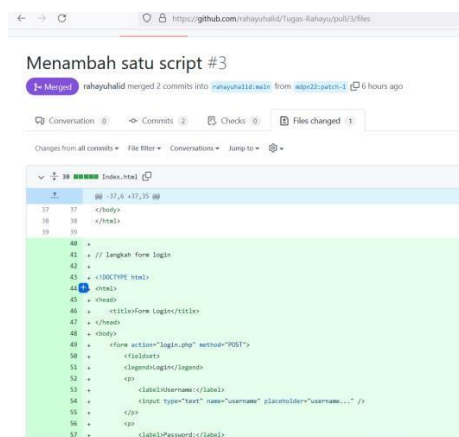 https://github.com/rahayuhalid/Tugas-Rahayu/pull/3/files
Menambah satu script #3
Merged rahayuhalid merged 2 commits into rahayuhalid:main from mdpn22:patch-1 6 hours ago
Conversation 0 Commits 2 Checks 0 Files changed 1
Changes from all commits File filter Conversations Jump to
30 Index.html
@@ -37,6 +37,35 @@
37 37 </body>
38 38 </html>
39 39
40 +
41 + // langkah form login
42 +
43 + <!DOCTYPE html>
44 + <html>
45 + <head>
46 + <title>Form Login</title>
47 + </head>
48 + <body>
49 + <form action="login.php" method="POST">
50 + <fieldset>
51 + <legend>Login</legend>
52 + <p>
53 + <label>Username:</label>
54 + <input type="text" name="username" placeholder="username..." />
55 + </p>
56 + <p>
57 + <label>Password:</label>